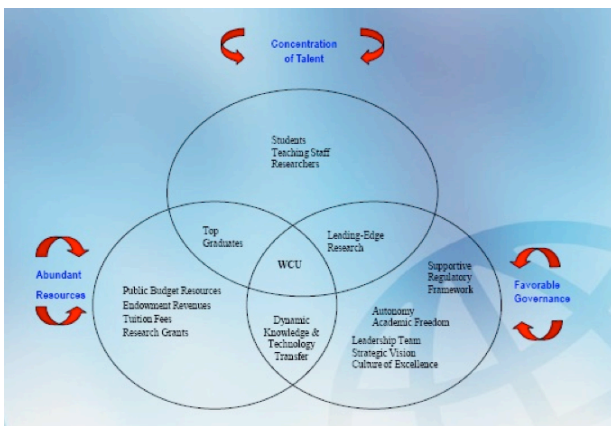 Concentration
of Talent
Students
Teaching Staff
Researchers
Top
Graduates
Leading-Edge
Research
WCU
Supportive
Regulatory
Framework
Abundant
Resources
Favorable
Governance
Public Budget Resources
Endowment Revenues
Tuition Fees
Research Grants
Dynamic
Knowledge &
Technology
Transfer
Autonomy
Academic Freedom
Leadership Team
Strategic Vision
Culture of Excellence